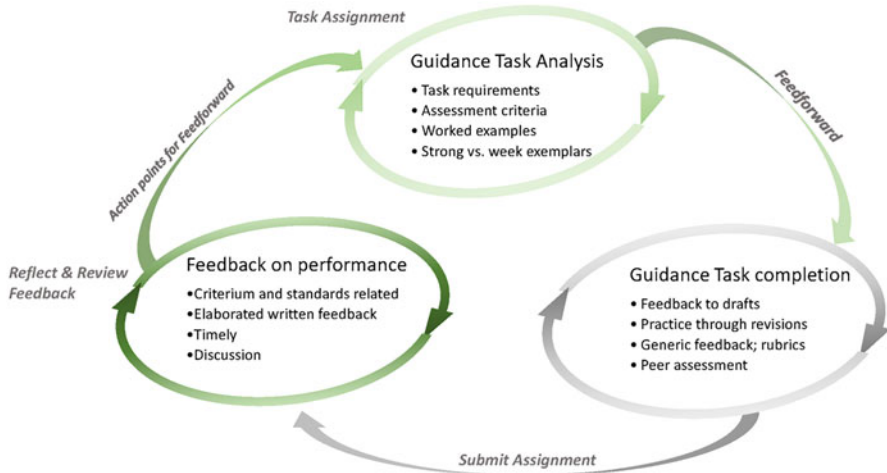 Task Assignment
Guidance Task Analysis
• Task requirements
• Assessment criteria
• Worked examples
• Strong vs. week exemplars
Feedforward
Action points for Feedforward
Reflect & Review
Feedback
Feedback on performance
•Criterium and standards related
•Elaborated written feedback
•Timely
•Discussion
Guidance Task completion
• Feedback to drafts
• Practice through revisions
• Generic feedback; rubrics
• Peer assessment
Submit Assignment